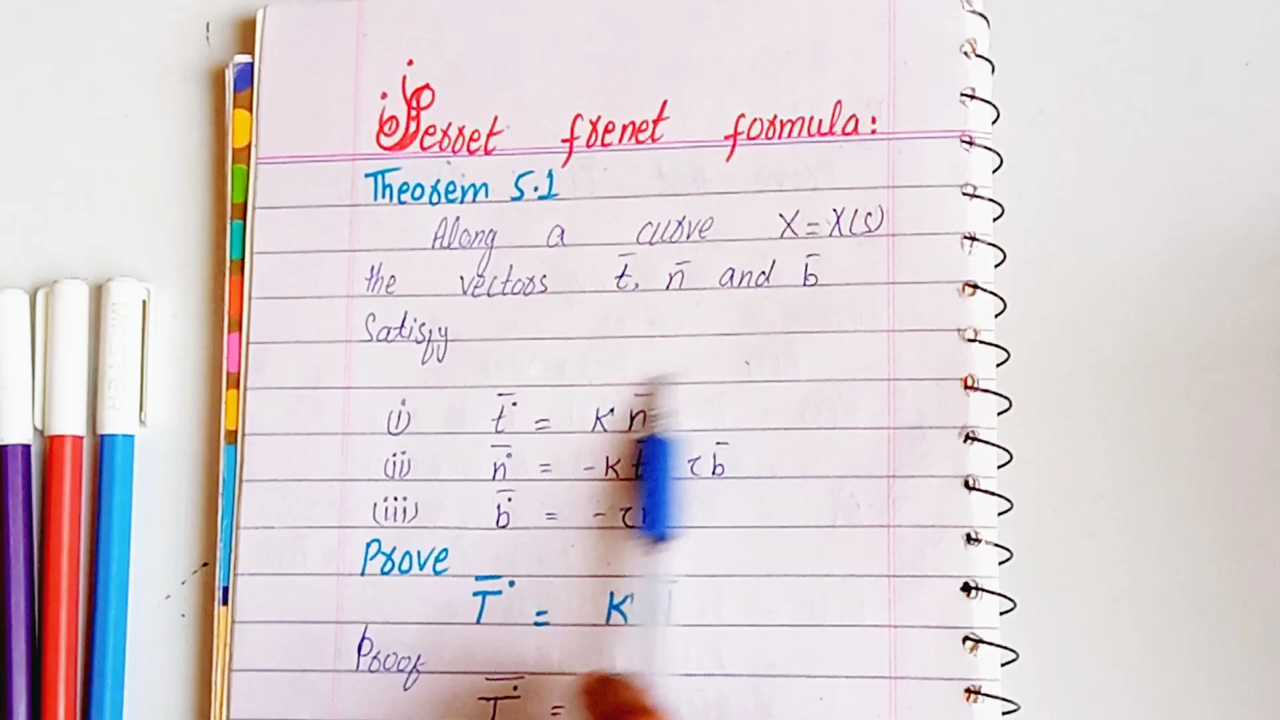 Serret frenet formula:
Theorem 5.1
Along a curve X = X(s)
the vectors t̄, n̄ and b̄
Satisfy
(i) t̄̇ = K n̄
(ii) n̄̇ = -K t̄ τ b̄
(iii) b̄̇ = - τ
Prove
T̄̇ = K
Proof
T̄̇ =